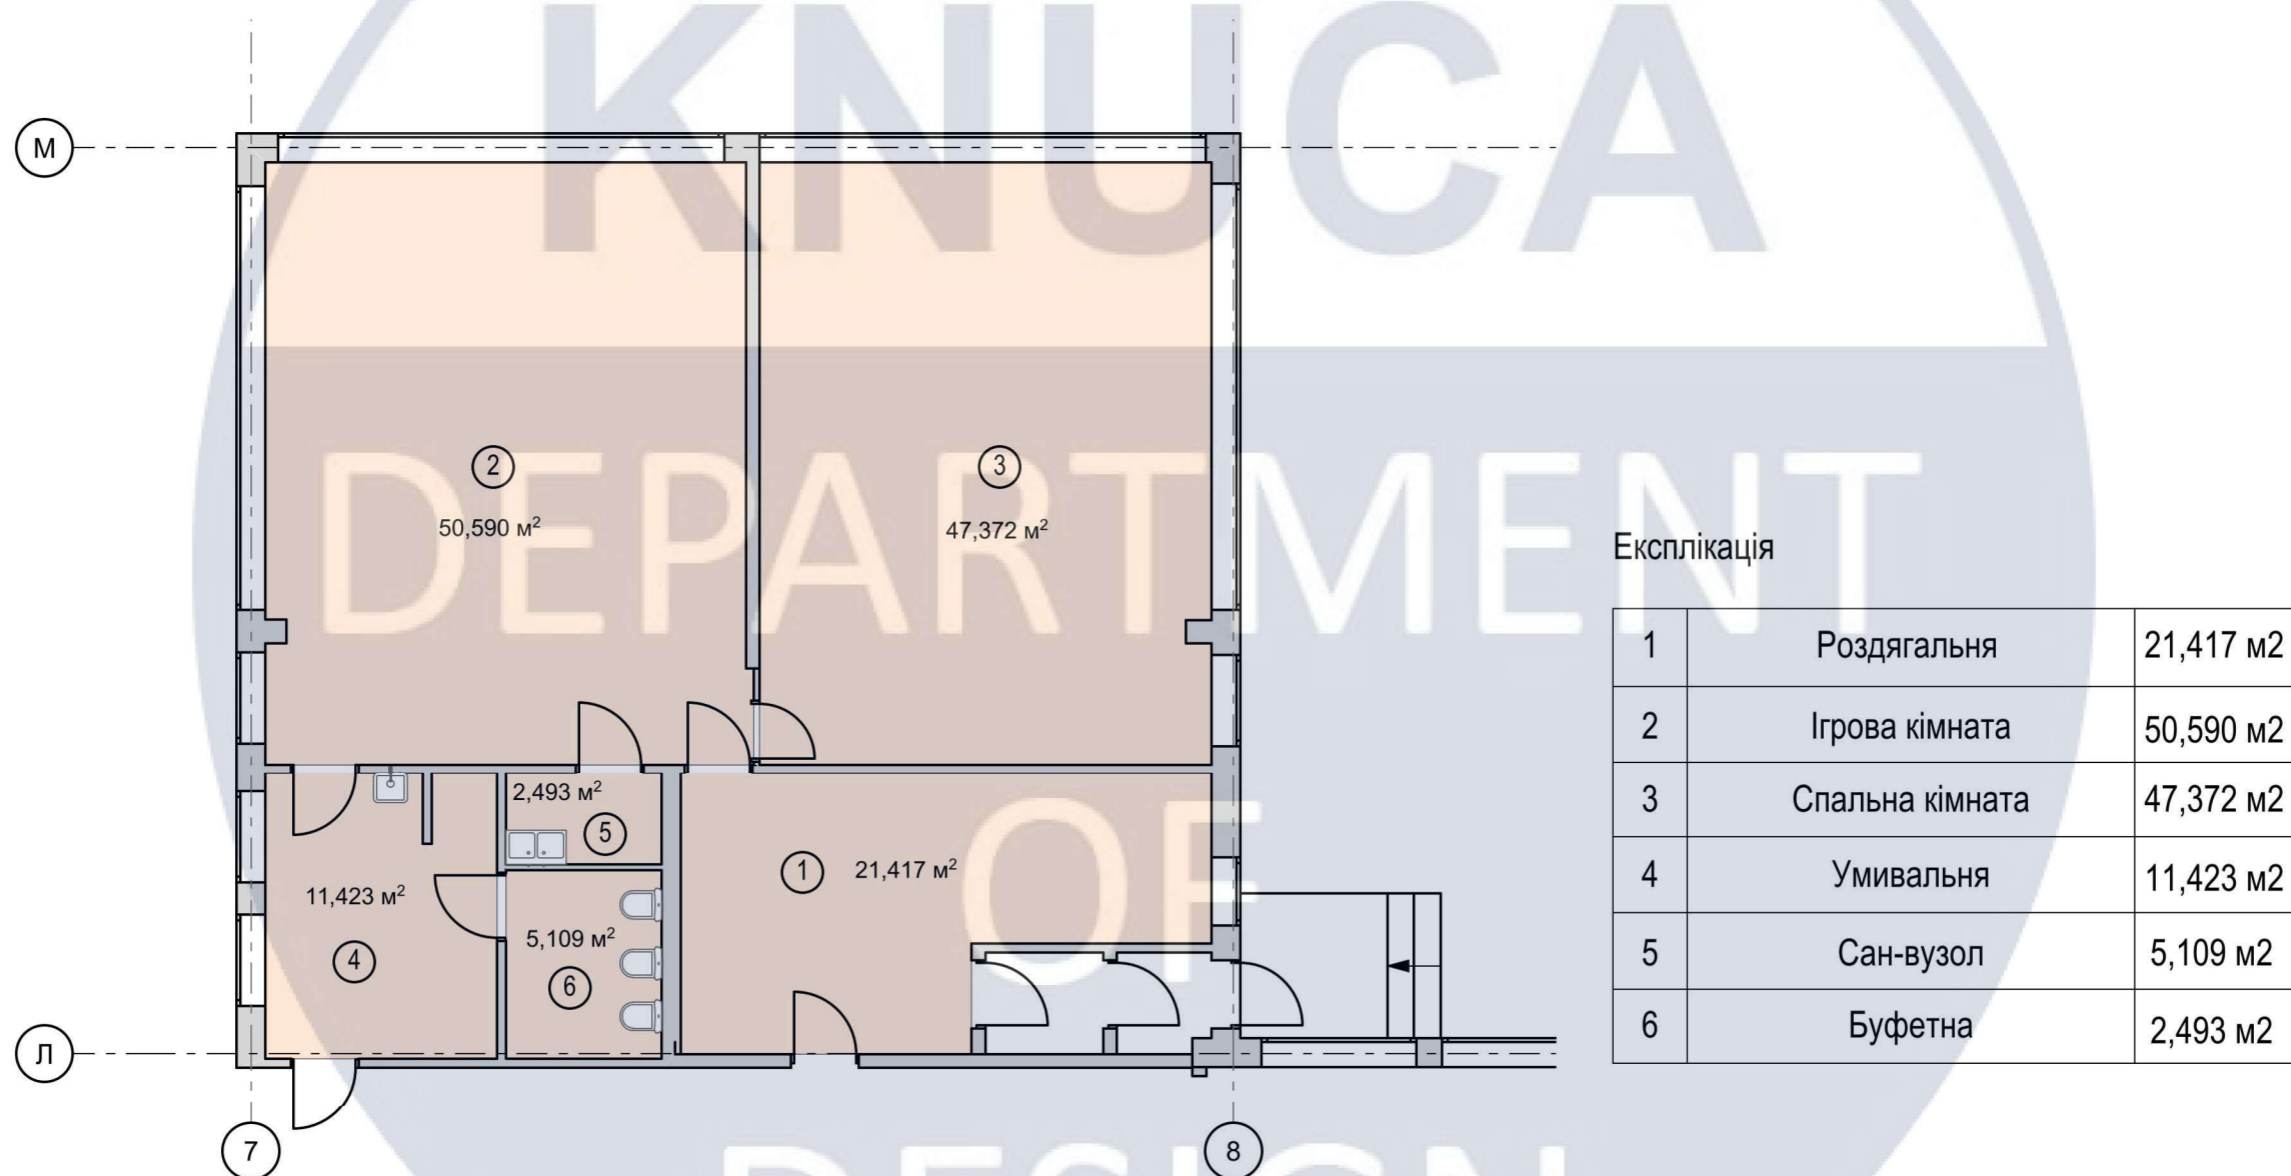 KNUCA
М
2
3
DEPARTMENT
50,590 м²
47,372 м²
Експлікація
1 Роздягальня 21,417 м2
2 Ігрова кімната 50,590 м2
3 Спальна кімната 47,372 м2
4 Умивальня 11,423 м2
5 Сан-вузол 5,109 м2
6 Буфетна 2,493 м2
2,493 м²
5
OF
1 21,417 м²
11,423 м²
5,109 м²
4
6
Л
7
8
DESIGN